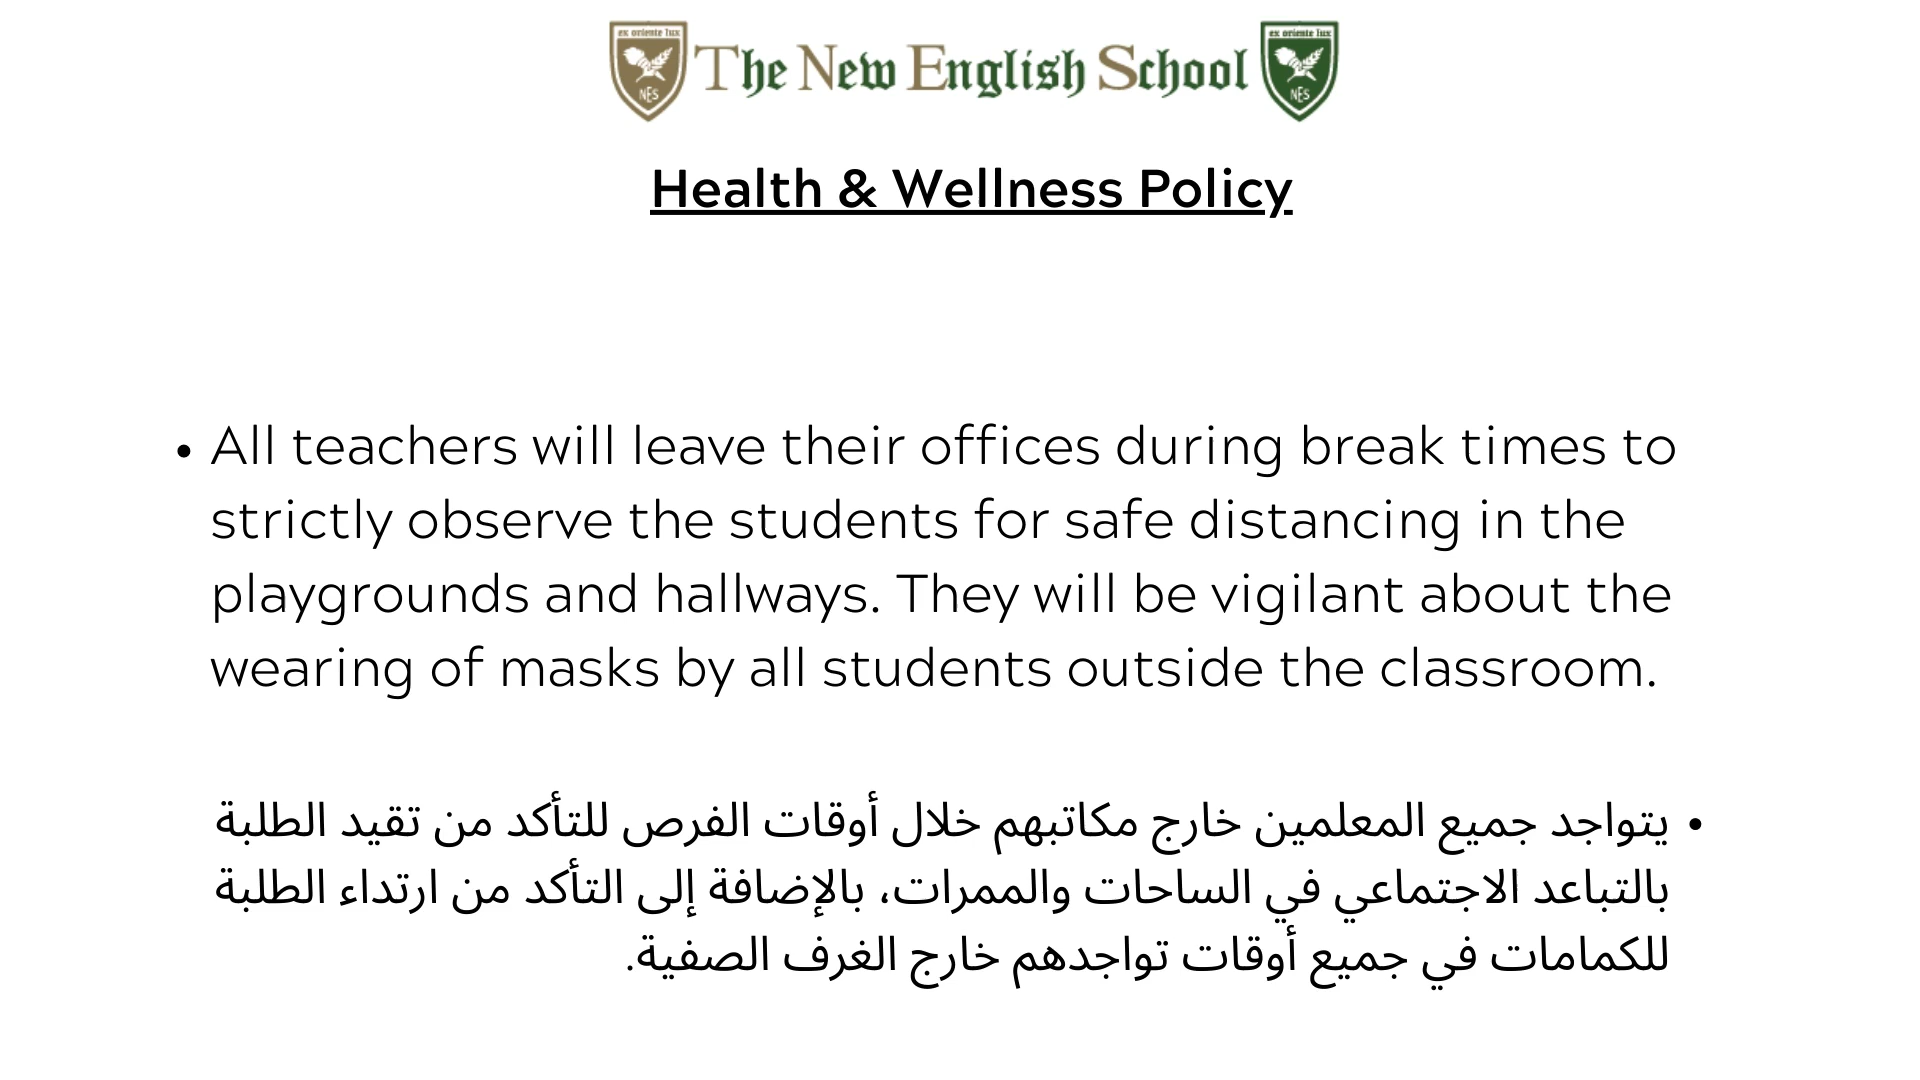 ex oriente lux
NES
The New English School
ex oriente lux
NES
Health & Wellness Policy
• All teachers will leave their offices during break times to
strictly observe the students for safe distancing in the
playgrounds and hallways. They will be vigilant about the
wearing of masks by all students outside the classroom.
• يتواجد جميع المعلمين خارج مكاتبهم خلال أوقات الفرص للتأكد من تقيد الطلبة
بالتباعد الاجتماعي في الساحات والممرات، بالإضافة إلى التأكد من ارتداء الطلبة
للكمامات في جميع أوقات تواجدهم خارج الغرف الصفية.